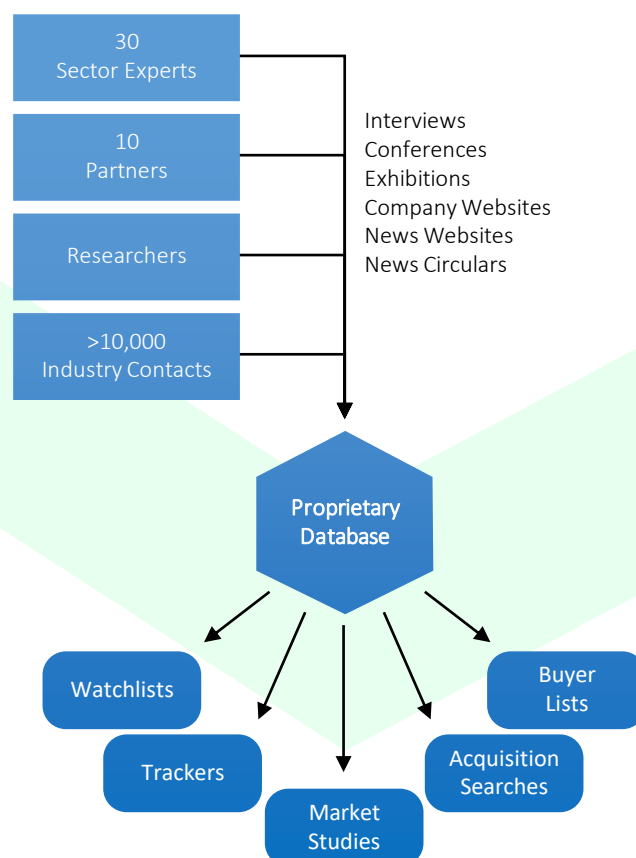 30
Sector Experts
10
Partners
Researchers
>10,000
Industry Contacts
Interviews
Conferences
Exhibitions
Company Websites
News Websites
News Circulars
Proprietary
Database
Watchlists
Trackers
Market
Studies
Acquisition
Searches
Buyer
Lists